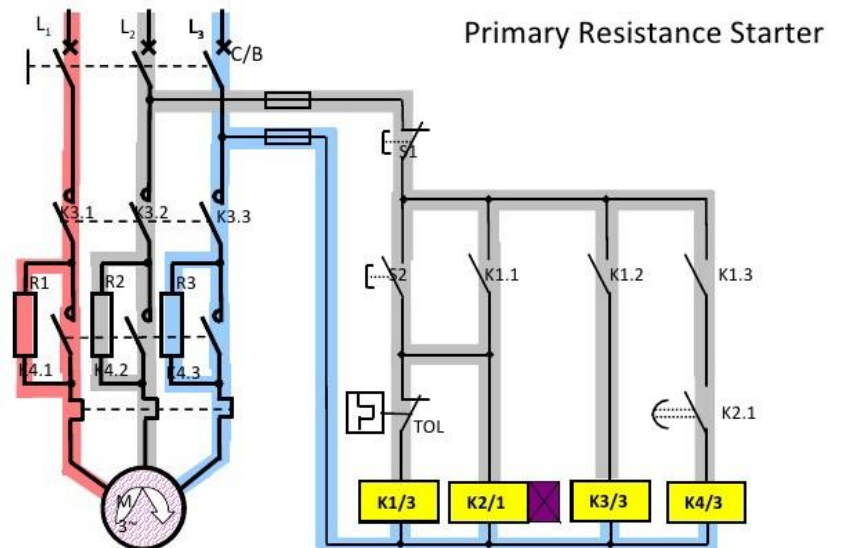 Primary Resistance Starter
L1
L2
L3
C/B
S1
K3.1
K3.2
K3.3
R1
R2
R3
S2
K1.1
K1.2
K1.3
K4.1
K4.2
K4.3
TOL
K2.1
M
3~
K1/3
K2/1
K3/3
K4/3